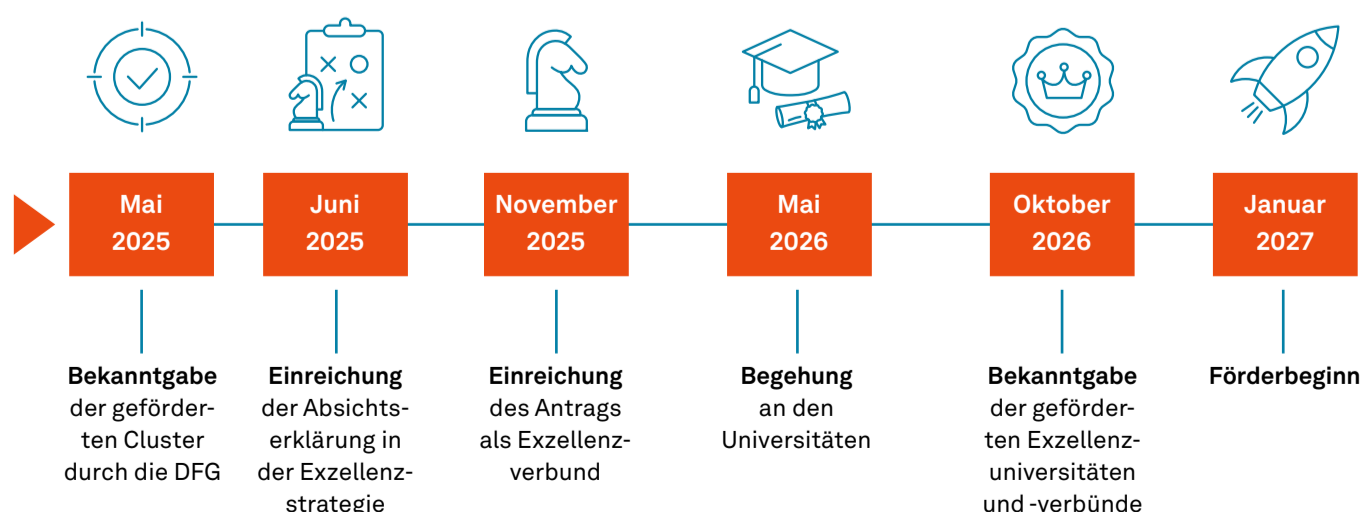 Mai
2025
Juni
2025
November
2025
Mai
2026
Oktober
2026
Januar
2027
Bekanntgabe
der geförder-
ten Cluster
durch die DFG
Einreichung
der Absichts-
erklärung in
der Exzellenz-
strategie
Einreichung
des Antrags
als Exzellenz-
verbund
Begehung
an den
Universitäten
Bekanntgabe
der geförder-
ten Exzellenz-
universitäten
und -verbünde
Förderbeginn